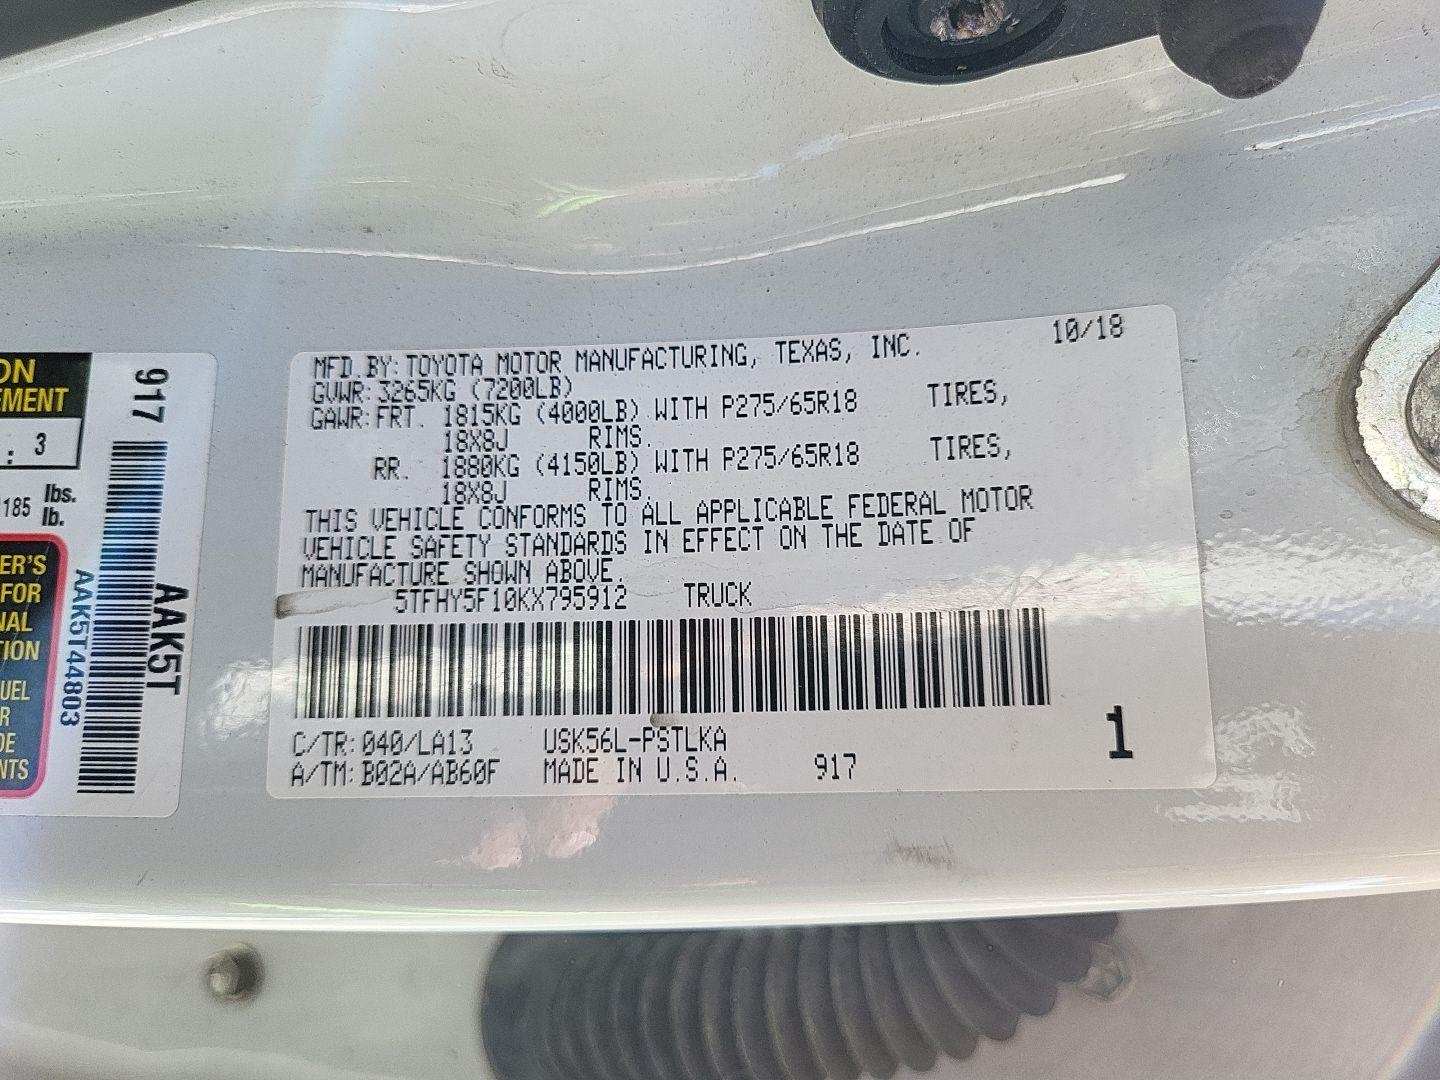 MFD. BY: TOYOTA MOTOR MANUFACTURING, TEXAS, INC. 10/18
GVWR: 3265KG (7200LB)
GAWR: FRT. 1815KG (4000LB) WITH P275/65R18 TIRES,
18X8J RIMS.
RR. 1880KG (4150LB) WITH P275/65R18 TIRES,
18X8J RIMS.
THIS VEHICLE CONFORMS TO ALL APPLICABLE FEDERAL MOTOR
VEHICLE SAFETY STANDARDS IN EFFECT ON THE DATE OF
MANUFACTURE SHOWN ABOVE.
5TFHY5F10KX795912 TRUCK
C/TR: 040/LA13 USK56L-PSTLKA
A/TM: B02A/AB60F MADE IN U.S.A. 917
1
ON
EMENT
: 3
1185 lbs.
lb.
ER'S
FOR
NAL
TION
UEL
R
DE
NTS
917
AAK5T44803
AAK5T